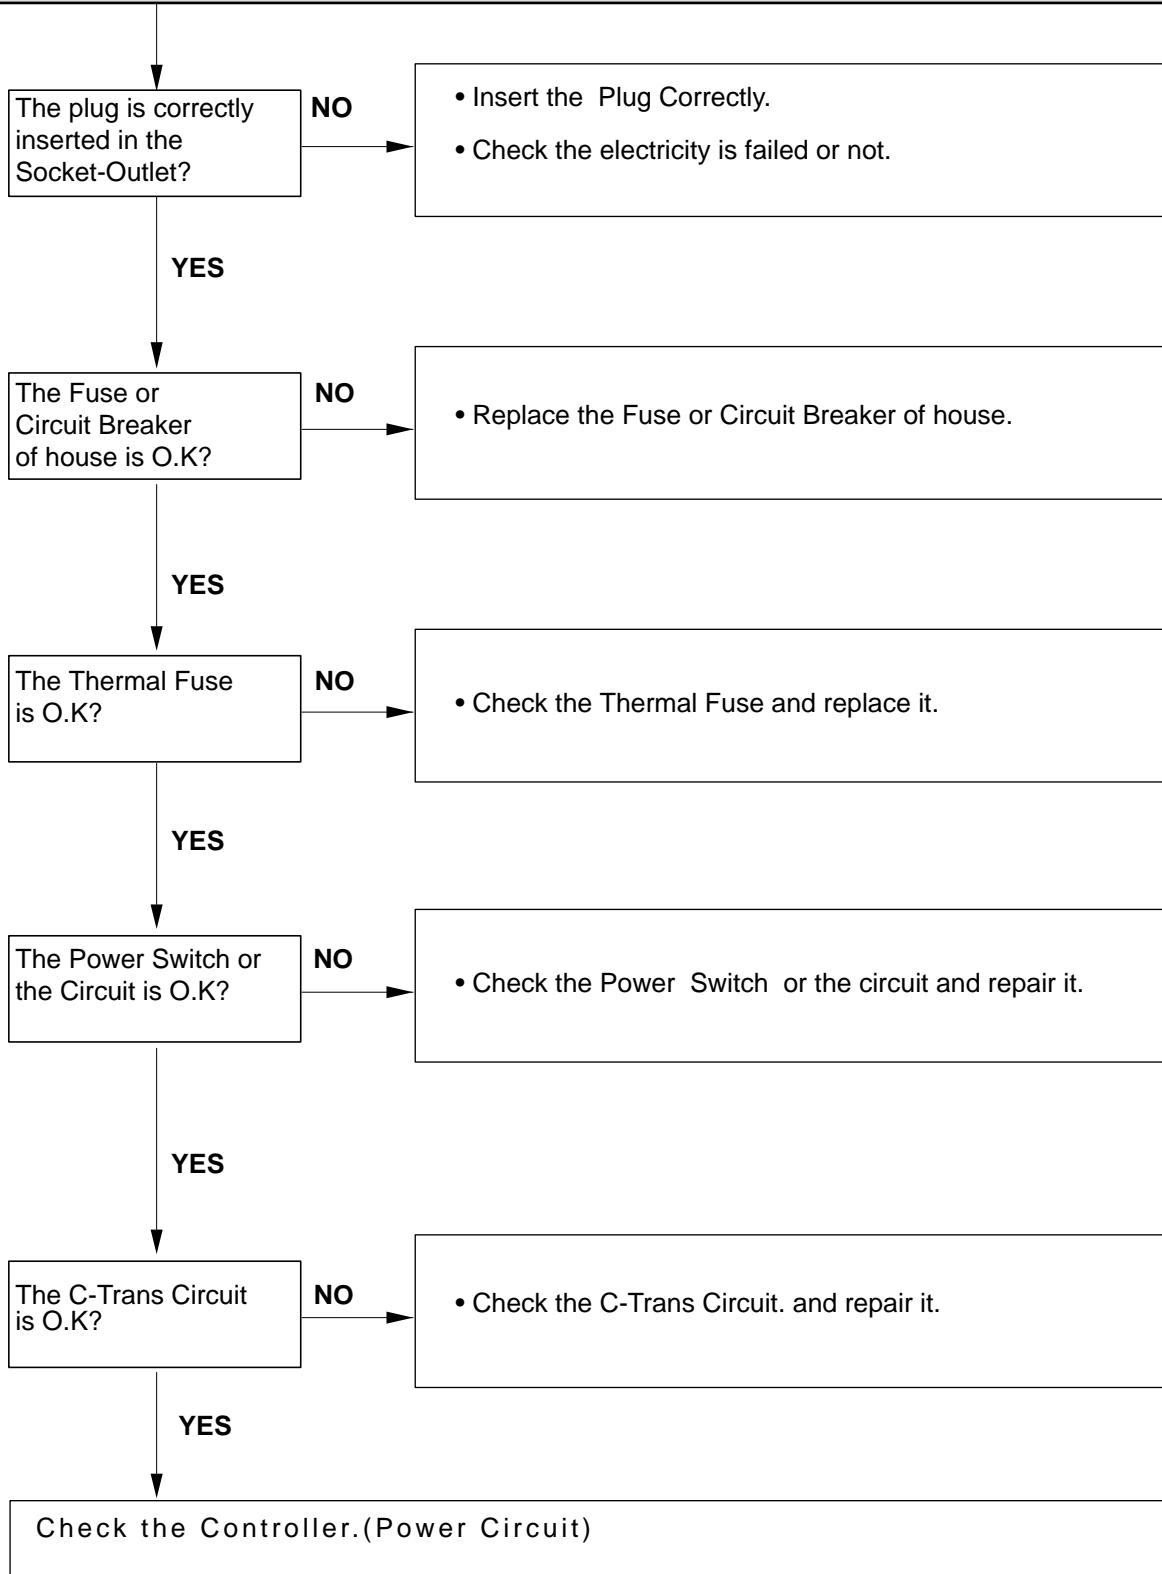 The plug is correctly
inserted in the
Socket-Outlet?
NO
• Insert the Plug Correctly.
• Check the electricity is failed or not.
YES
The Fuse or
Circuit Breaker
of house is O.K?
NO
• Replace the Fuse or Circuit Breaker of house.
YES
The Thermal Fuse
is O.K?
NO
• Check the Thermal Fuse and replace it.
YES
The Power Switch or
the Circuit is O.K?
NO
• Check the Power Switch or the circuit and repair it.
YES
The C-Trans Circuit
is O.K?
NO
• Check the C-Trans Circuit. and repair it.
YES
Check the Controller.(Power Circuit)